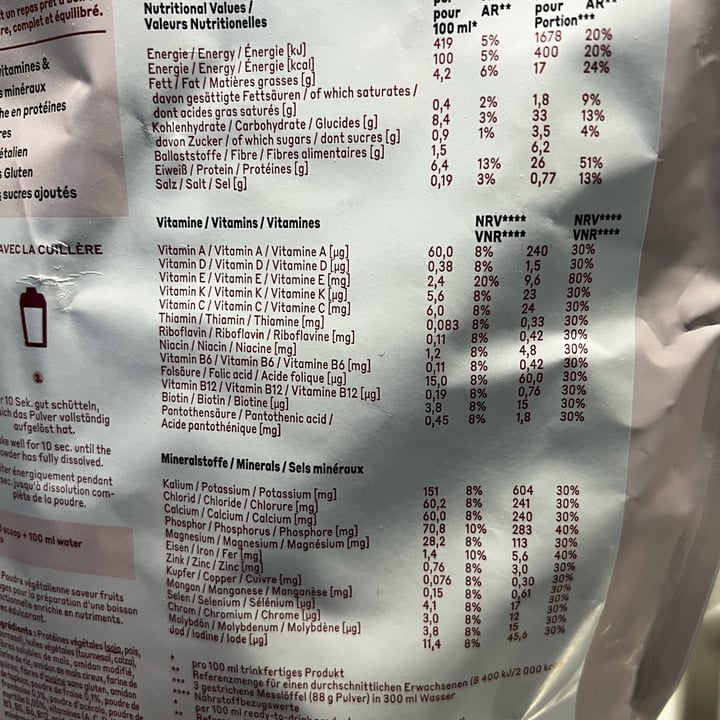 un repas prêt
re, complet et équilibré.
itamines &
s minéraux
he en protéines
res
étalien
Gluten
sucres ajoutés
AVEC LA CUILLÈRE
3.
r 10 Sek. gut schütteln,
sich das Pulver vollständig
aufgelöst hat.
ke well for 10 sec. until the
owder has fully dissolved.
iter énergiquement pendant
sec. jusqu'à dissolution com-
plète de la poudre.
scoop + 100 ml water
Poudre végétalienne saveur fruits
pour la préparation d'une boisson
enrichie en nutriments.
édulcorant.
Nutritional Values / pour AR** pour AR**
Valeurs Nutritionelles 100 ml* Portion***
Energie / Energy / Énergie [kJ] 419 5% 1678 20%
Energie / Energy / Énergie [kcal] 100 5% 400 20%
Fett / Fat / Matières grasses [g] 4,2 6% 17 24%
davon gesättigte Fettsäuren / of which saturates /
dont acides gras saturés [g] 0,4 2% 1,8 9%
Kohlenhydrate / Carbohydrate / Glucides [g] 8,4 3% 33 13%
davon Zucker / of which sugars / dont sucres [g] 0,9 1% 3,5 4%
Ballaststoffe / Fibre / Fibres alimentaires [g] 1,5 6,2
Eiweiß / Protein / Protéines [g] 6,4 13% 26 51%
Salz / Salt / Sel [g] 0,19 3% 0,77 13%
Vitamine / Vitamins / Vitamines NRV**** NRV****
VNR**** VNR****
Vitamin A / Vitamin A / Vitamine A [µg] 60,0 8% 240 30%
Vitamin D / Vitamin D / Vitamine D [µg] 0,38 8% 1,5 30%
Vitamin E / Vitamin E / Vitamine E [mg] 2,4 20% 9,6 80%
Vitamin K / Vitamin K / Vitamine K [µg] 5,6 8% 23 30%
Vitamin C / Vitamin C / Vitamine C [mg] 6,0 8% 24 30%
Thiamin / Thiamin / Thiamine [mg] 0,083 8% 0,33 30%
Riboflavin / Riboflavin / Riboflavine [mg] 0,11 8% 0,42 30%
Niacin / Niacin / Niacine [mg] 1,2 8% 4,8 30%
Vitamin B6 / Vitamin B6 / Vitamine B6 [mg] 0,11 8% 0,42 30%
Folsäure / Folic acid / Acide folique [µg] 15,0 8% 60,0 30%
Vitamin B12 / Vitamin B12 / Vitamine B12 [µg] 0,19 8% 0,76 30%
Biotin / Biotin / Biotine [µg] 3,8 8% 15 30%
Pantothensäure / Pantothenic acid /
Acide pantothénique [mg] 0,45 8% 1,8 30%
Mineralstoffe / Minerals / Sels minéraux
Kalium / Potassium / Potassium [mg] 151 8% 604 30%
Chlorid / Chloride / Chlorure [mg] 60,2 8% 241 30%
Calcium / Calcium / Calcium [mg] 60,0 8% 240 30%
Phosphor / Phosphorus / Phosphore [mg] 70,8 10% 283 40%
Magnesium / Magnesium / Magnésium [mg] 28,2 8% 113 30%
Eisen / Iron / Fer [mg] 1,4 10% 5,6 40%
Zink / Zinc / Zinc [mg] 0,76 8% 3,0 30%
Kupfer / Copper / Cuivre [mg] 0,076 8% 0,30 30%
Mangan / Manganese / Manganèse [mg] 0,15 8% 0,61 30%
Selen / Selenium / Sélénium [µg] 4,1 8% 17 30%
Chrom / Chromium / Chrome [µg] 3,0 8% 12 30%
Molybdän / Molybdenum / Molybdène [µg] 3,8 8% 15 30%
Jod / Iodine / Iode [µg] 11,4 8% 45,6 30%
* pro 100 ml trinkfertiges Produkt
** Referenzmenge für einen durchschnittlichen Erwachsenen (8 400 kJ/2 000
*** 3 gestrichene Messlöffel (88 g Pulver) in 300 ml Wasser
**** Nährstoffbezugswerte
* per 100 ml